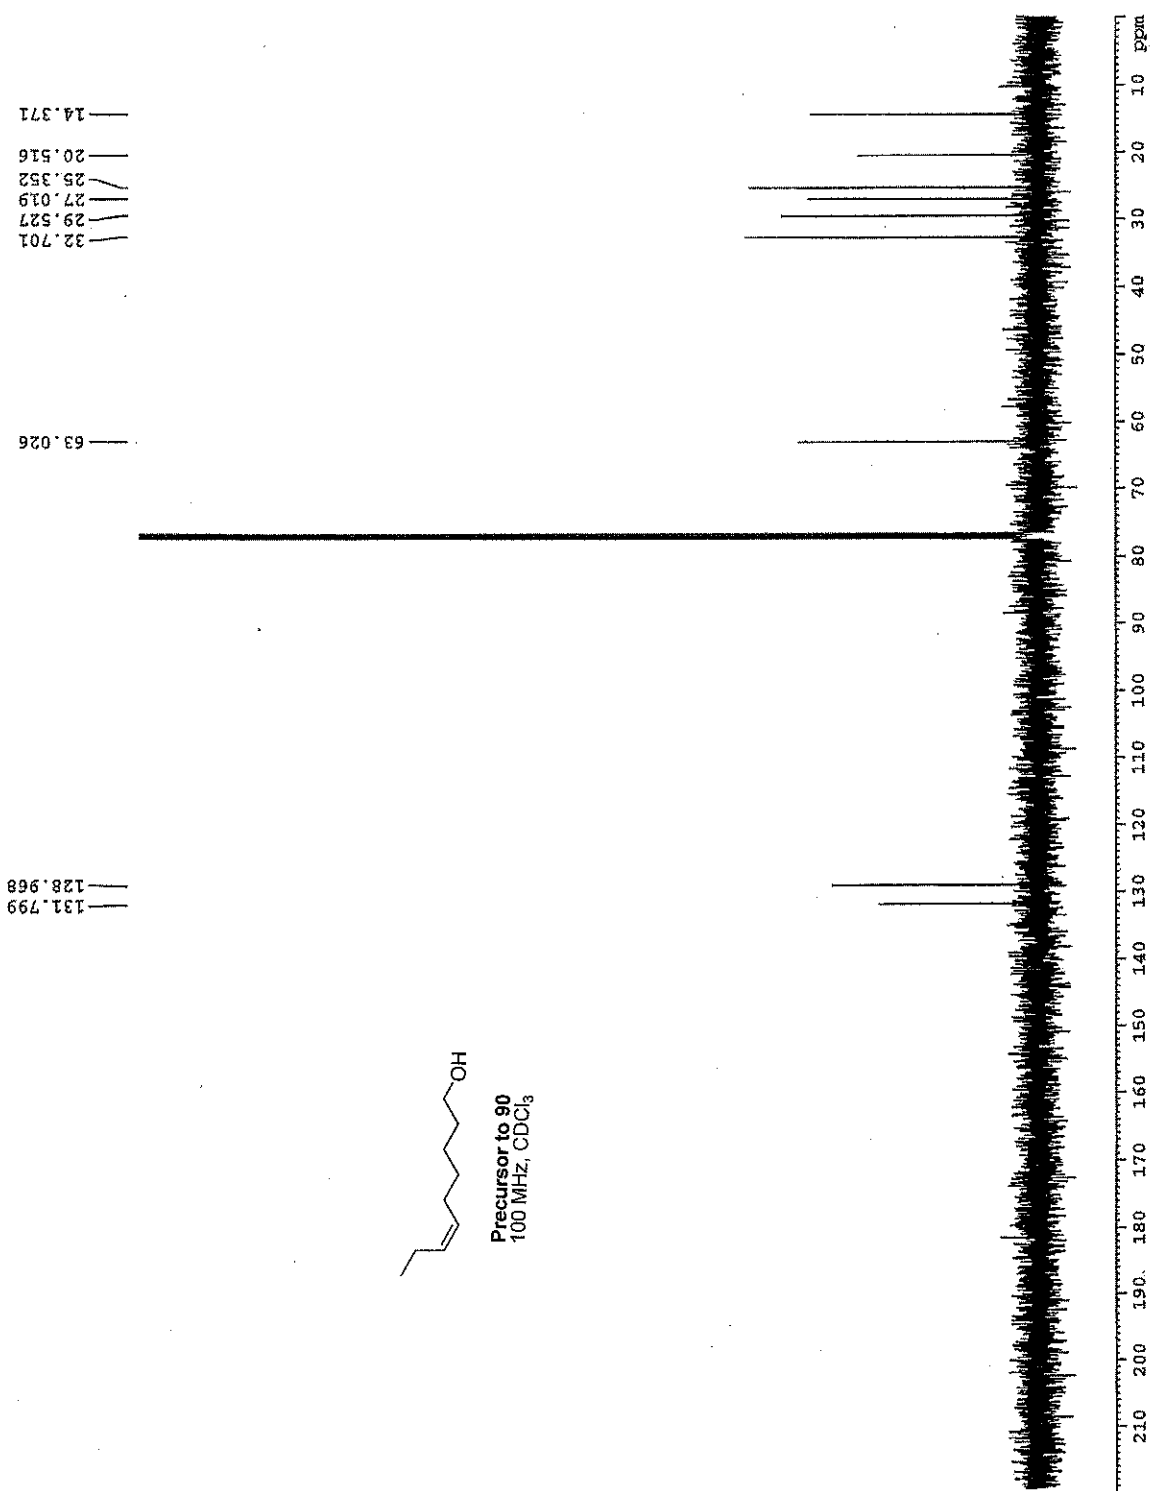 131.799
128.968
63.026
32.701
29.527
27.019
25.352
20.516
14.371
OH
Precursor to 90
100 MHz, CDCl₃
210 200 190 180 170 160 150 140 130 120 110 100 90 80 70 60 50 40 30 20 10 ppm